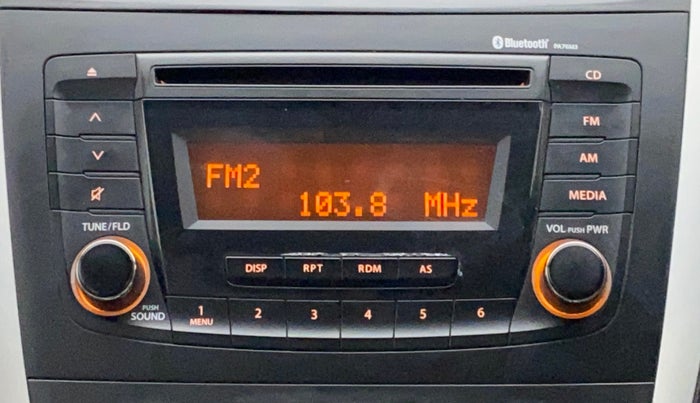 Bluetooth
CD
FM
AM
MEDIA
FM2
103.8 MHz
TUNE/FLD
VOL PUSH PWR
DISP RPT RDM AS
PUSH
SOUND
1 2 3 4 5 6
MENU